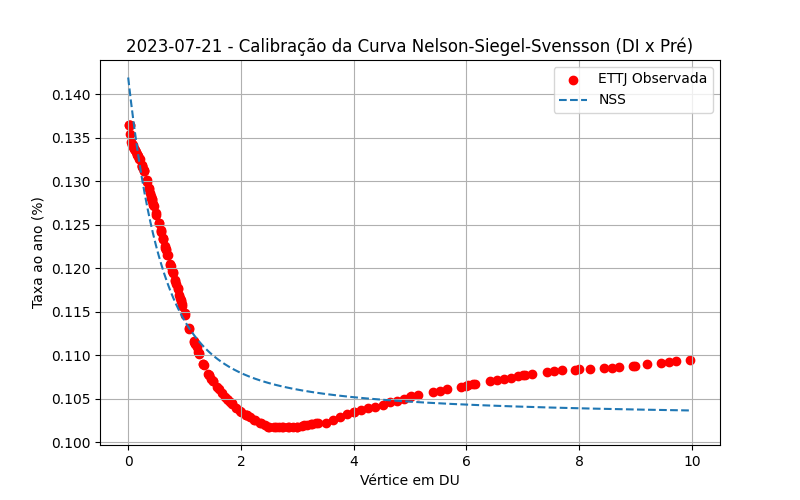 2023-07-21 - Calibração da Curva Nelson-Siegel-Svensson (DI x Pré)
ETTJ Observada
NSS
Taxa ao ano (%)
0.140
0.135
0.130
0.125
0.120
0.115
0.110
0.105
0.100
0 2 4 6 8 10
Vértice em DU